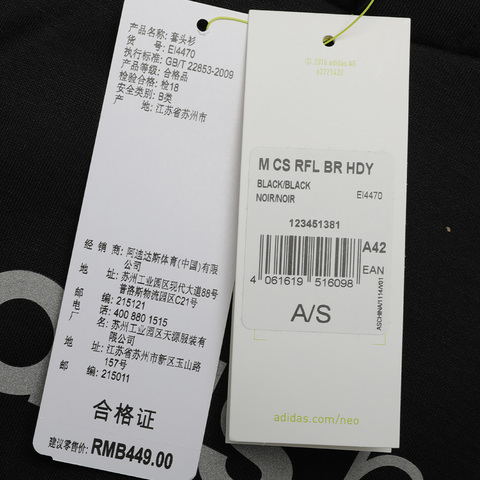 产品名称: 套头衫
货 号: EI4470
执行标准: GB/T 22853-2009
产品等级: 合格品
检验合格: 检18
安全类别: B类
产 地: 江苏省苏州市
经 销 商: 阿迪达斯体育(中国)有限
公司
地 址: 苏州工业园区现代大道88号
普洛斯物流园区C21号
邮 编: 215121
电 话: 400 880 1515
厂 名: 苏州工业园区天源服装有
限公司
地 址: 江苏省苏州市新区玉山路
157号
邮 编: 215011
合格证
建议零售价: RMB449.00
© 2016 adidas AG
M CS RFL BR HDY
BLACK/BLACK
NOIR/NOIR
EI4470
123451381
A42
EAN
4 061619 516098
A/S
adidas.com/neo